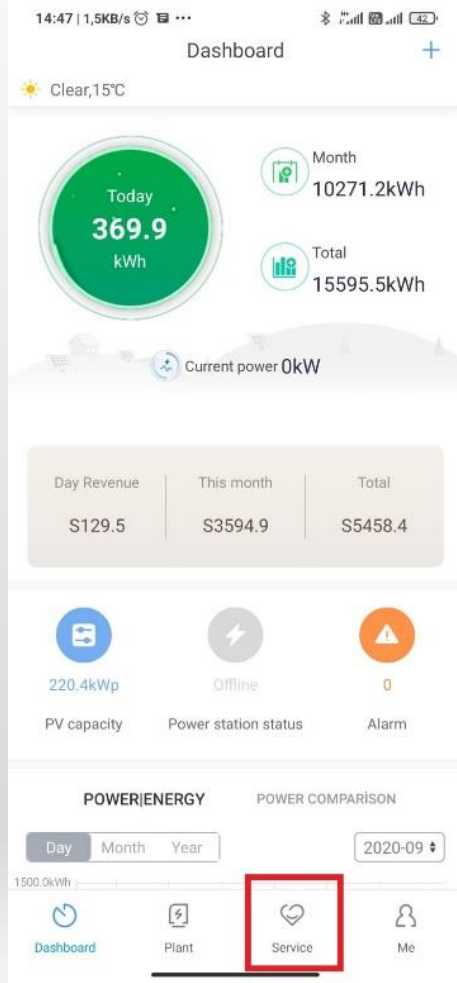 14:47 | 1,5KB/s ...
42
Dashboard +
Clear,15℃
Today
369.9
kWh
Month
10271.2kWh
Total
15595.5kWh
Current power 0kW
Day Revenue This month Total
S129.5 S3594.9 S5458.4
220.4kWp Offline 0
PV capacity Power station status Alarm
POWER|ENERGY POWER COMPARİSON
Day Month Year 2020-09
1500.0kWh
Dashboard Plant Service Me